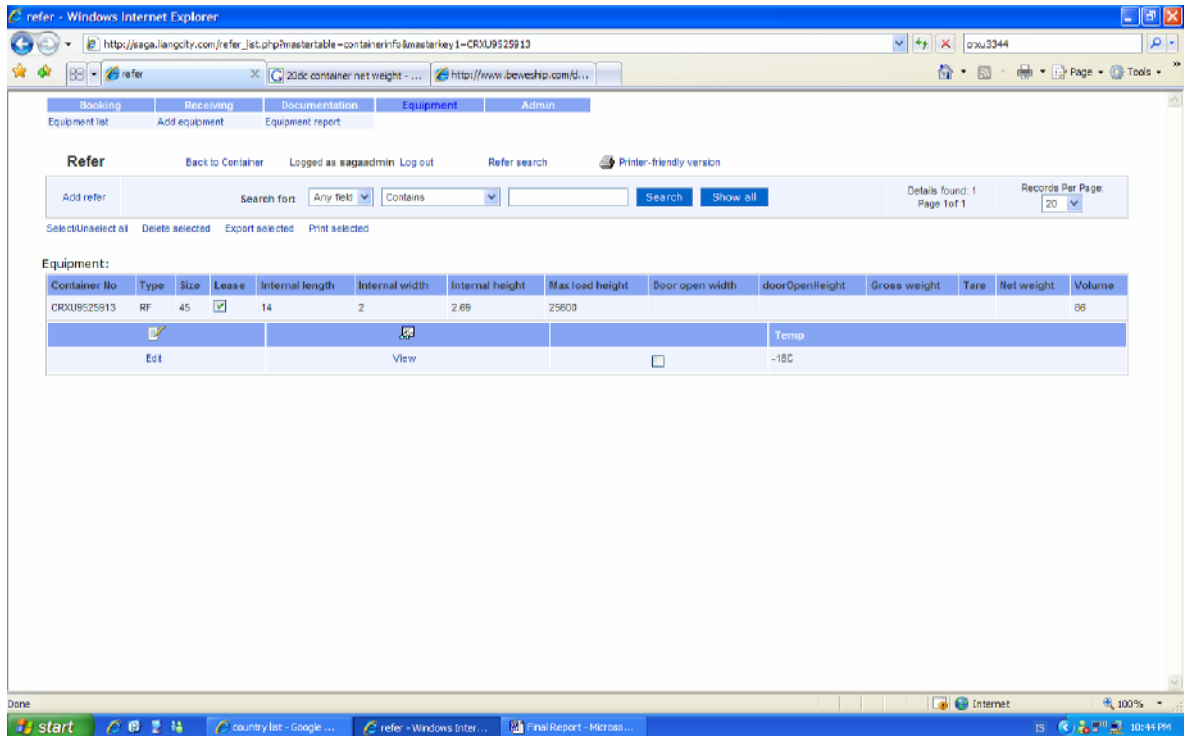 refer - Windows Internet Explorer
http://saga.liangcity.com/refer_list.php?mastertable=containerinfo&masterkey1=CRXU9525913
refer
20dc container net weight - ...
http://www.beweship.com/d...
Page
Tools
Booking Receiving Documentation Equipment Admin
Equipment list Add equipment Equipment report
Refer Back to Container Logged as sagaadmin Log out Refer search Printer-friendly version
Add refer Search for: Any field Contains Search Show all Details found: 1 Records Per Page:
Page 1of 1 20
Select/Unselect all Delete selected Export selected Print selected
Equipment:
Container No Type Size Lease Internal length Internal width Internal height Max load height Door open width doorOpenHeight Gross weight Tare Net weight Volume
CRXU9525913 RF 45 14 2 2.69 25600 86
Temp
Edit View -18C
Done Internet 100%
start country list - Google ... refer - Windows Inter... Final Report - Microso... 10:44 PM